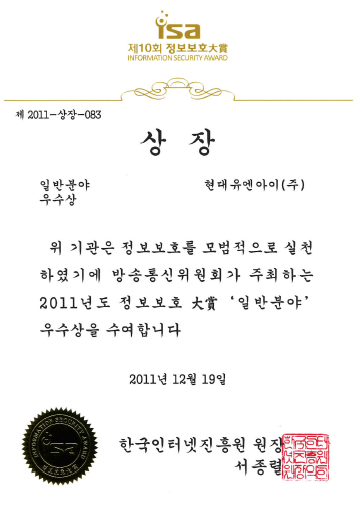 isa
제10회 정보보호大賞
INFORMATION SECURITY AWARD
제 2011-상장-083
상 장
일반분야
우수상
현대유엔아이(주)
위 기관은 정보보호를 모범적으로 실천
하였기에 방송통신위원회가 주최하는
2011년도 정보보호 大賞 ‘일반분야’
우수상을 수여합니다
2011년 12월 19일
한국인터넷진흥원 원장
서종렬
INFORMATION SECURITY AWARD